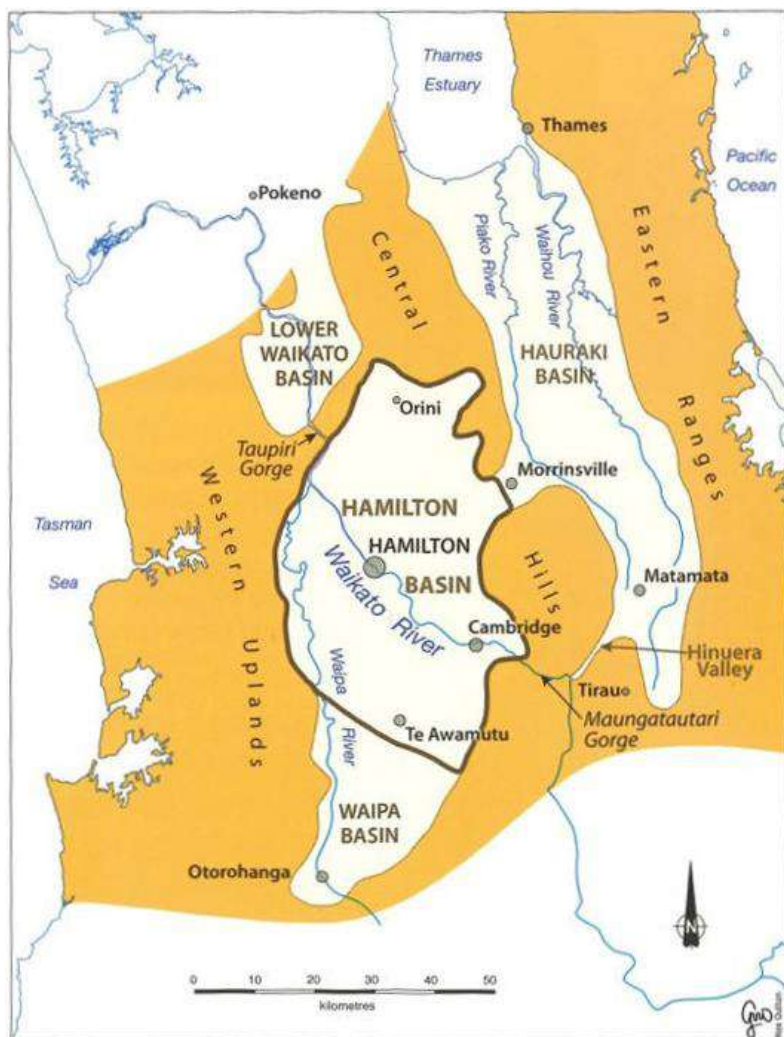 Thames
Estuary
Thames
Pacific
Ocean
Pokeno
Piako River
Waihou River
Central
Eastern
Ranges
LOWER
WAIKATO
BASIN
HAURAKI
BASIN
Orini
Taupiri
Gorge
Morrinsville
Western
Uplands
HAMILTON
HAMILTON
BASIN
Hills
Tasman
Sea
Waikato River
Matamata
Cambridge
Hinuera
Valley
Waipa
River
Tirau
Maungatautari
Gorge
Te Awamutu
WAIPA
BASIN
Otorohanga
N
0 10 20 30 40 50
kilometres